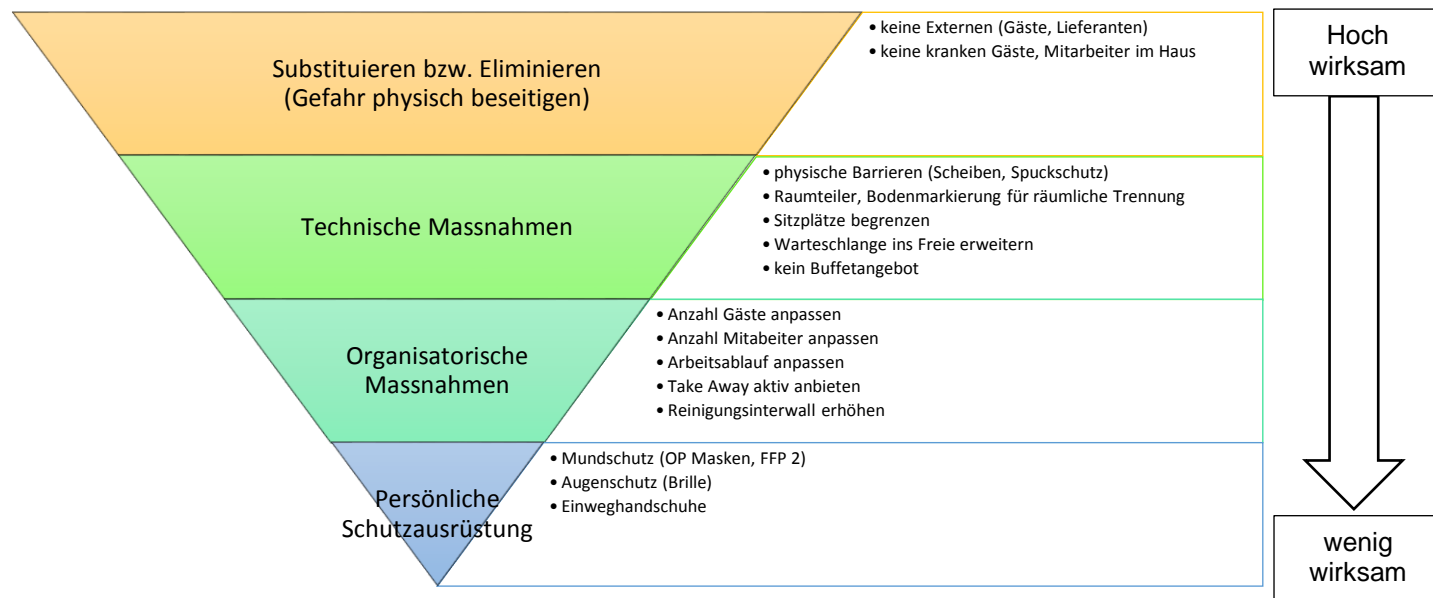 Substituieren bzw. Eliminieren
(Gefahr physisch beseitigen)
• keine Externen (Gäste, Lieferanten)
• keine kranken Gäste, Mitarbeiter im Haus
Hoch
wirksam
Technische Massnahmen
• physische Barrieren (Scheiben, Spuckschutz)
• Raumteiler, Bodenmarkierung für räumliche Trennung
• Sitzplätze begrenzen
• Warteschlange ins Freie erweitern
• kein Buffetangebot
Organisatorische
Massnahmen
• Anzahl Gäste anpassen
• Anzahl Mitabeiter anpassen
• Arbeitsablauf anpassen
• Take Away aktiv anbieten
• Reinigungsinterwall erhöhen
Persönliche
Schutzausrüstung
• Mundschutz (OP Masken, FFP 2)
• Augenschutz (Brille)
• Einweghandschuhe
wenig
wirksam